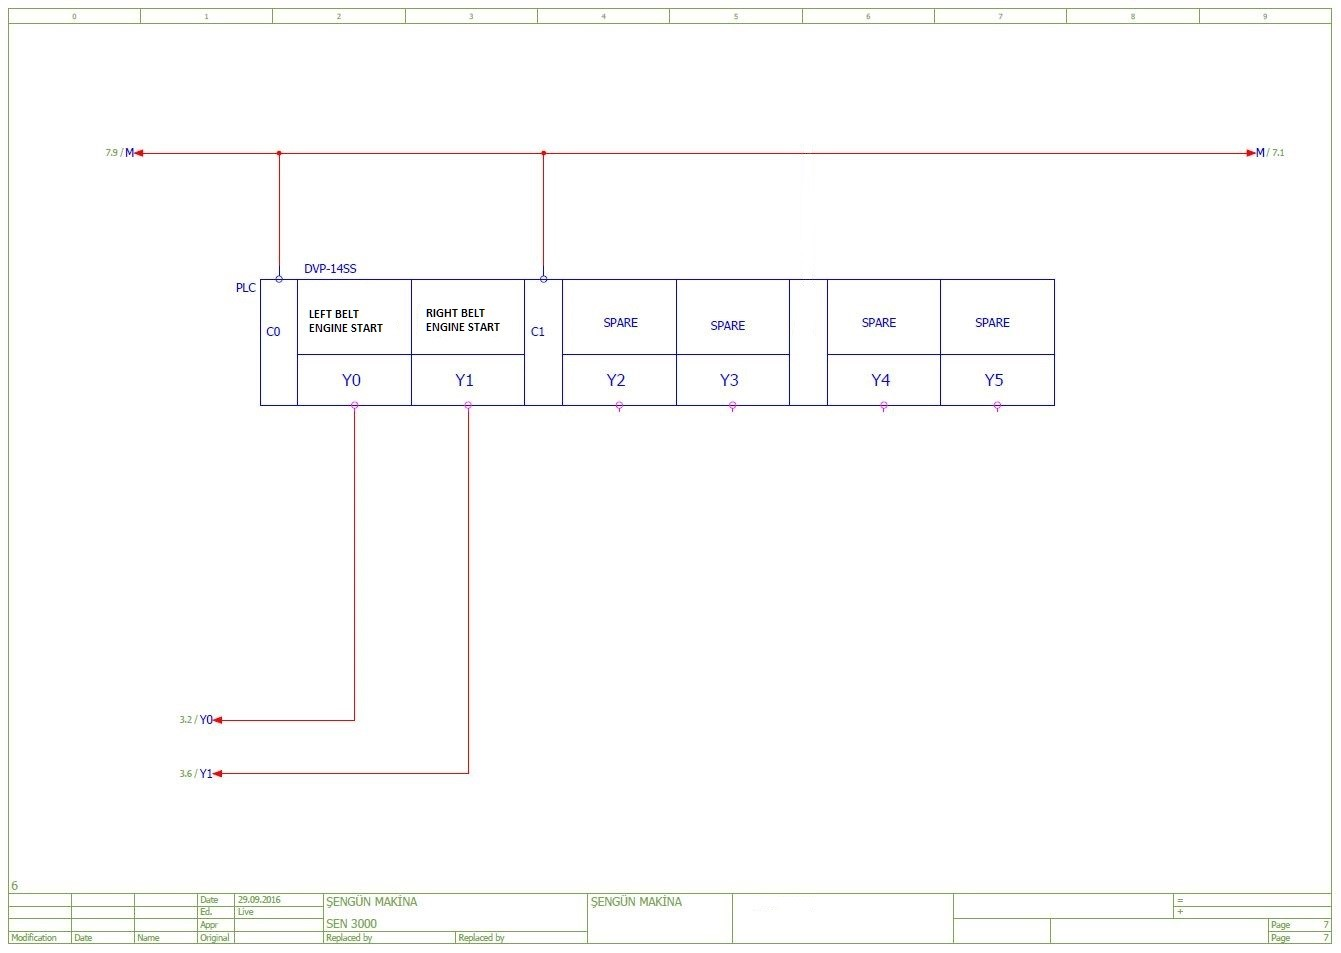 0 1 2 3 4 5 6 7 8 9
7.9 / M
M / 7.1
DVP-14SS
PLC
C0
LEFT BELT
ENGINE START
RIGHT BELT
ENGINE START
C1
SPARE
SPARE
SPARE
SPARE
Y0
Y1
Y2
Y3
Y4
Y5
3.2 / Y0
3.6 / Y1
6
Date 29.09.2016
Ed. Live
Appr
Modification Date Name Original
ŞENGÜN MAKİNA
SEN 3000
Replaced by Replaced by
ŞENGÜN MAKİNA
=
+
Page 7
Page 7